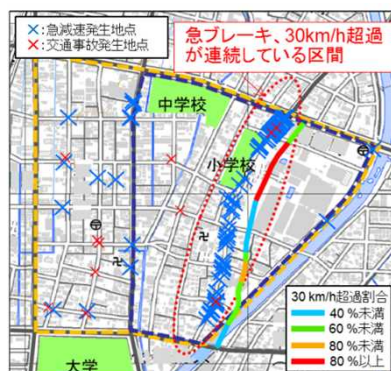 ×:急減速発生地点
×:交通事故発生地点
急ブレーキ、30km/h超過
が連続している区間
中学校
小学校
大学
30 km/h超過割合
40 %未満
60 %未満
80 %未満
80 %以上